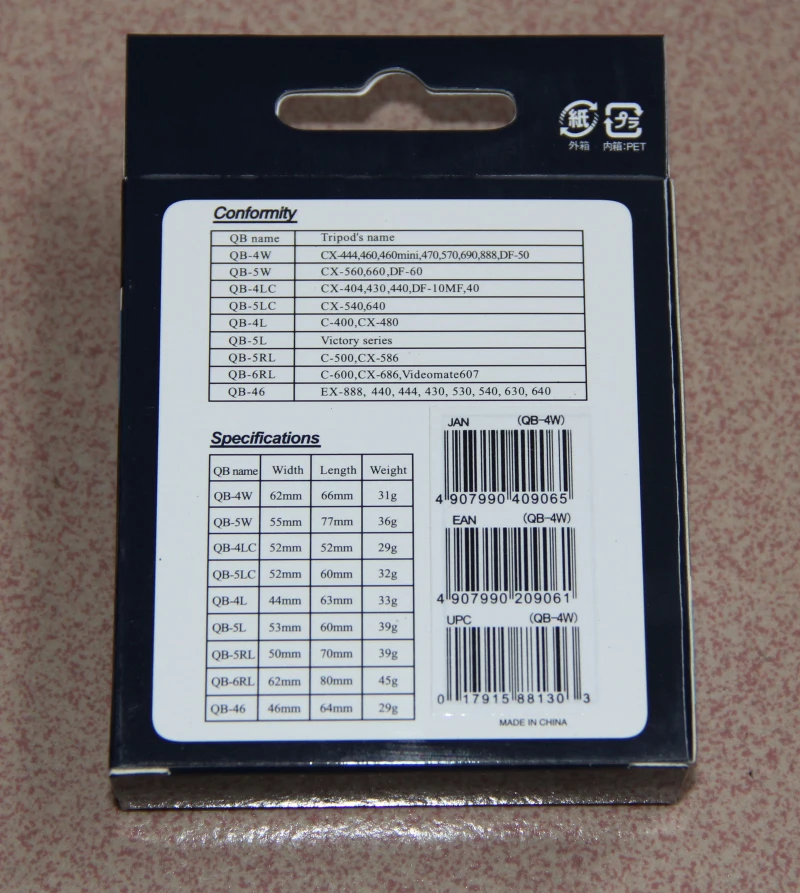 紙 プラ
外箱 内箱:PET
Conformity
QB name Tripod's name
QB-4W CX-444,460,460mini,470,570,690,888,DF-50
QB-5W CX-560,660,DF-60
QB-4LC CX-404,430,440,DF-10MF,40
QB-5LC CX-540,640
QB-4L C-400,CX-480
QB-5L Victory series
QB-5RL C-500,CX-586
QB-6RL C-600,CX-686,Videomate607
QB-46 EX-888, 440, 444, 430, 530, 540, 630, 640
Specifications
QB name Width Length Weight
QB-4W 62mm 66mm 31g
QB-5W 55mm 77mm 36g
QB-4LC 52mm 52mm 29g
QB-5LC 52mm 60mm 32g
QB-4L 44mm 63mm 33g
QB-5L 53mm 60mm 39g
QB-5RL 50mm 70mm 39g
QB-6RL 62mm 80mm 45g
QB-46 46mm 64mm 29g
JAN (QB-4W)
4 907990 409065
EAN (QB-4W)
4 907990 209061
UPC (QB-4W)
0 17915 88130 3
MADE IN CHINA